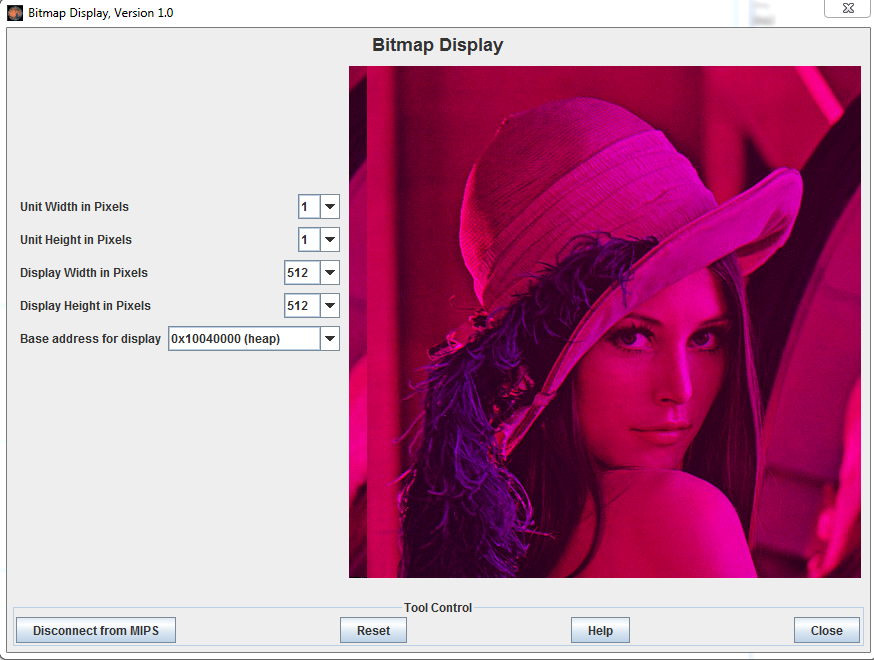 Bitmap Display, Version 1.0
Bitmap Display
Unit Width in Pixels 1
Unit Height in Pixels 1
Display Width in Pixels 512
Display Height in Pixels 512
Base address for display 0x10040000 (heap)
Tool Control
Disconnect from MIPS Reset Help Close